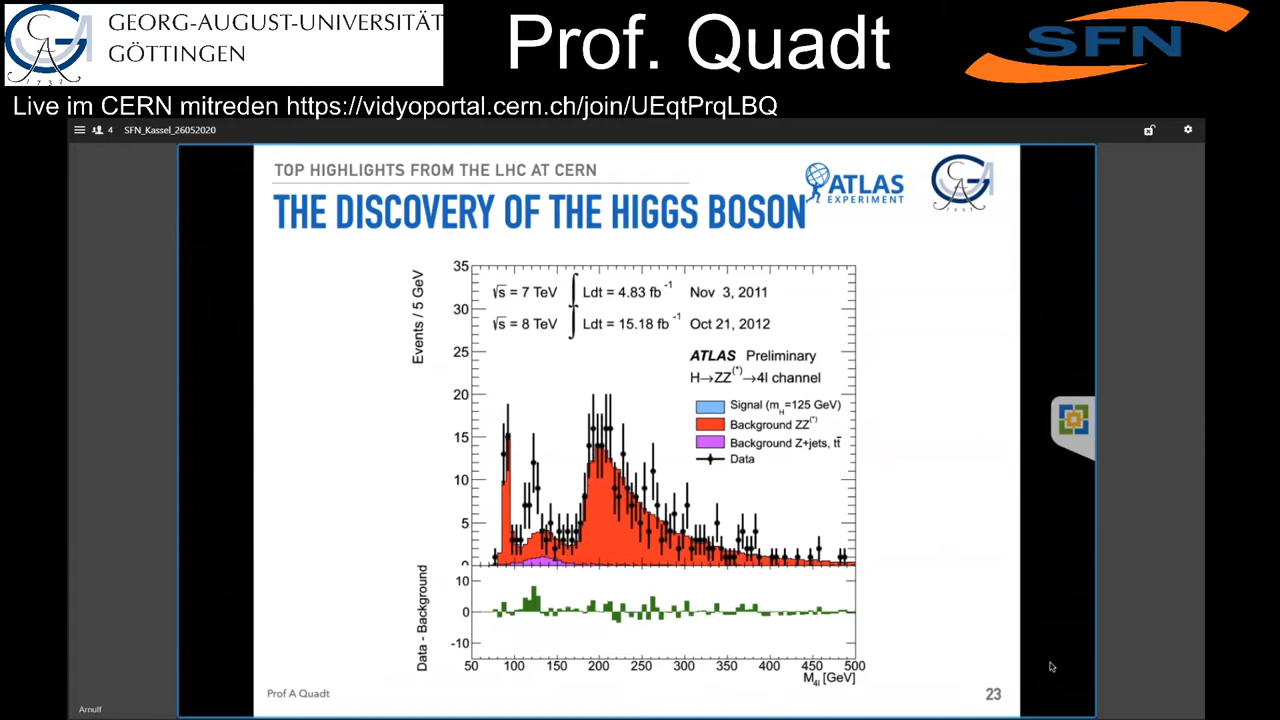 GEORG-AUGUST-UNIVERSITÄT
GÖTTINGEN
Prof. Quadt
SFN
Live im CERN mitreden https://vidyoportal.cern.ch/join/UEqtPrqLBQ
4 SFN_Kassel_26052020
TOP HIGHLIGHTS FROM THE LHC AT CERN
THE DISCOVERY OF THE HIGGS BOSON
ATLAS
EXPERIMENT
Events / 5 GeV
35
30
25
20
15
10
5
0
√s = 7 TeV ∫ Ldt = 4.83 fb⁻¹ Nov 3, 2011
√s = 8 TeV ∫ Ldt = 15.18 fb⁻¹ Oct 21, 2012
ATLAS Preliminary
H→ZZ(*)→4l channel
Signal (mH=125 GeV)
Background ZZ(*)
Background Z+jets, tt̄
Data
Data - Background
10
0
-10
50 100 150 200 250 300 350 400 450 500
M4l [GeV]
Prof A Quadt
23
Arnulf